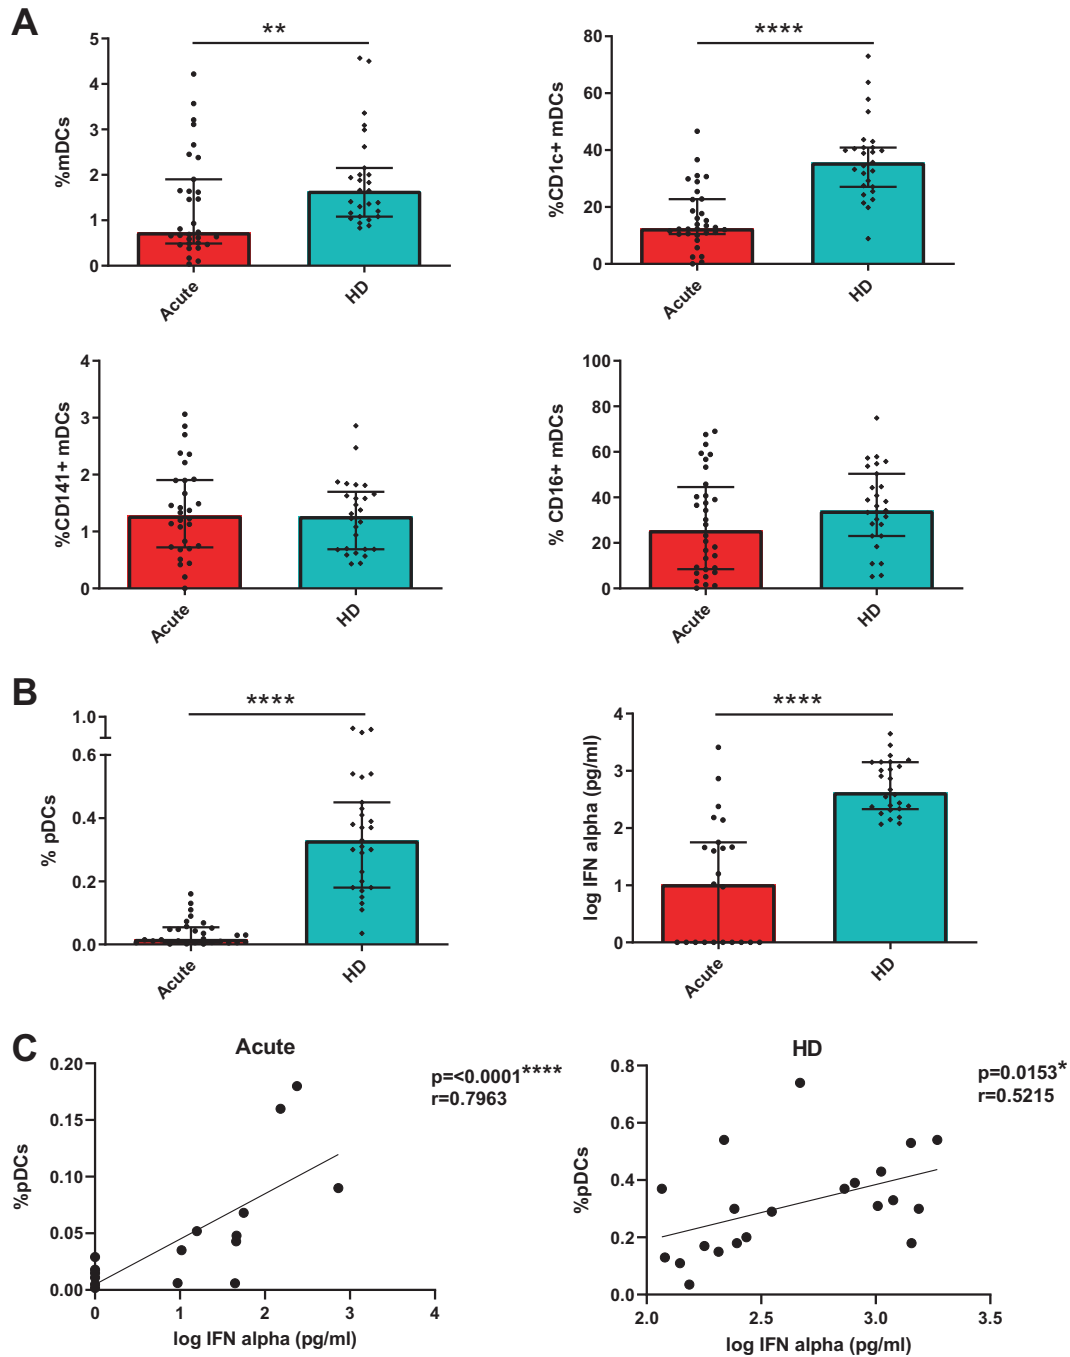 A
**
%mDCs
5
4
3
2
1
0
Acute
HD
****
%CD1c+ mDCs
80
60
40
20
0
Acute
HD
%CD141+ mDCs
4
3
2
1
0
Acute
HD
% CD16+ mDCs
100
80
60
40
20
0
Acute
HD
B
****
% pDCs
1.0
0.6
0.4
0.2
0.0
Acute
HD
****
log IFN alpha (pg/ml)
4
3
2
1
0
Acute
HD
C
Acute
p=<0.0001****
r=0.7963
%pDCs
0.20
0.15
0.10
0.05
0.00
0 1 2 3 4
log IFN alpha (pg/ml)
HD
p=0.0153*
r=0.5215
%pDCs
0.8
0.6
0.4
0.2
0.0
2.0 2.5 3.0 3.5
log IFN alpha (pg/ml)